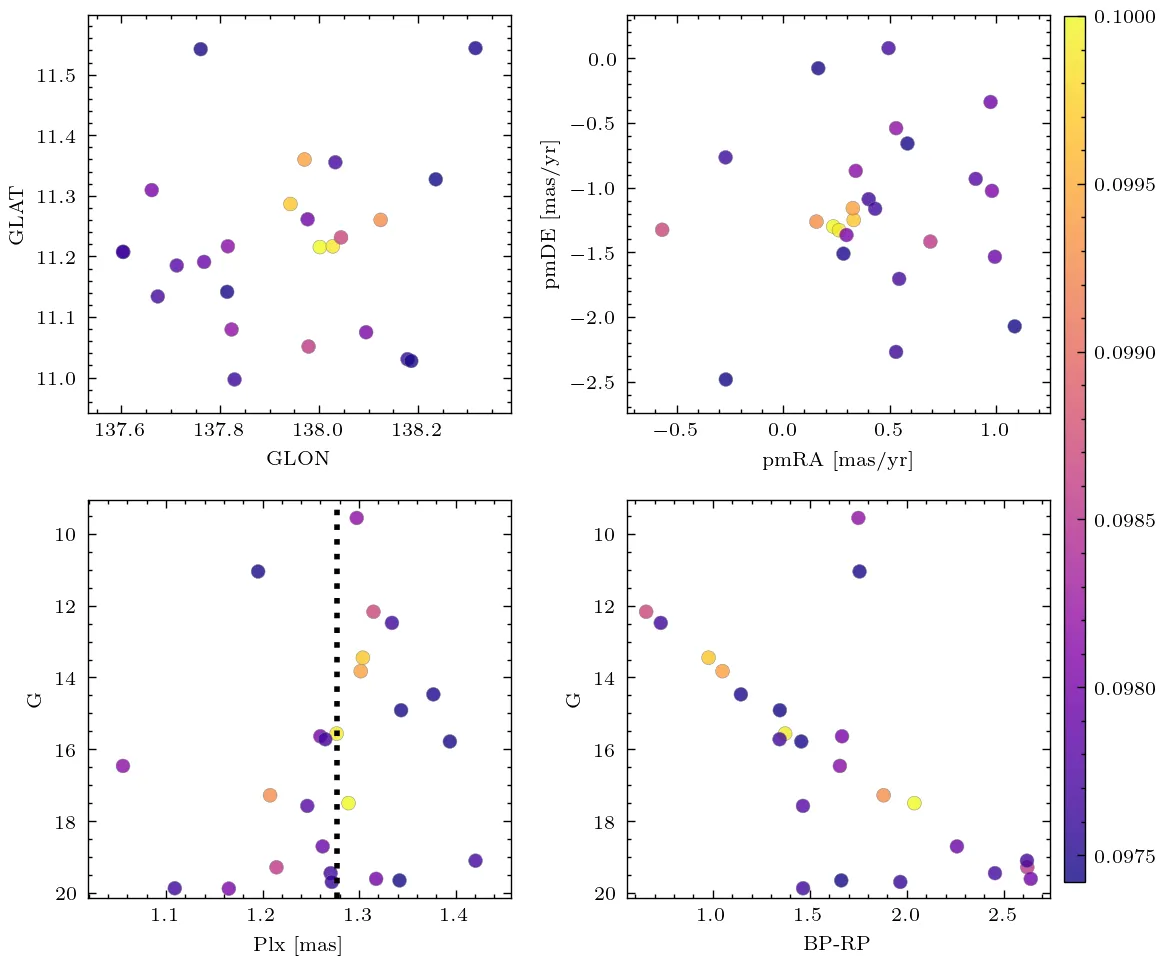 11.5
11.4
11.3
11.2
11.1
11.0
GLAT
137.6 137.8 138.0 138.2
GLON
0.0
−0.5
−1.0
−1.5
−2.0
−2.5
pmDE [mas/yr]
−0.5 0.0 0.5 1.0
pmRA [mas/yr]
10
12
14
16
18
20
G
1.1 1.2 1.3 1.4
Plx [mas]
10
12
14
16
18
20
G
1.0 1.5 2.0 2.5
BP-RP
0.1000
0.0995
0.0990
0.0985
0.0980
0.0975